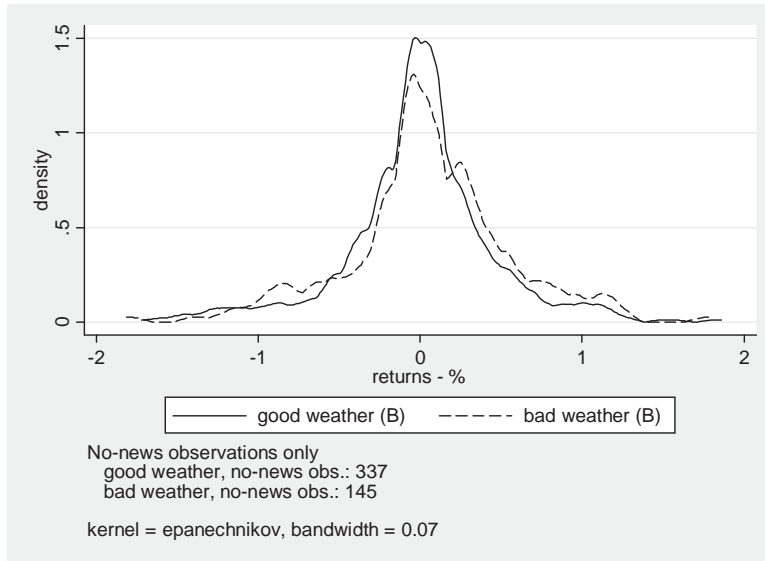 density
1.5
1
.5
0
-2
-1
0
1
2
returns - %
good weather (B)
bad weather (B)
No-news observations only
good weather, no-news obs.: 337
bad weather, no-news obs.: 145
kernel = epanechnikov, bandwidth = 0.07